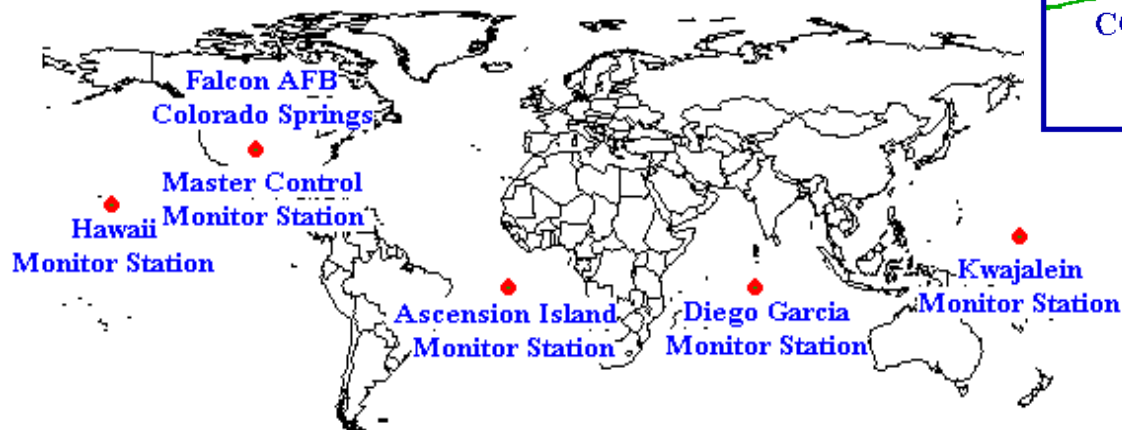 Falcon AFB
Colorado Springs
Master Control
Monitor Station
Hawaii
Monitor Station
Ascension Island
Monitor Station
Diego Garcia
Monitor Station
Kwajalein
Monitor Station